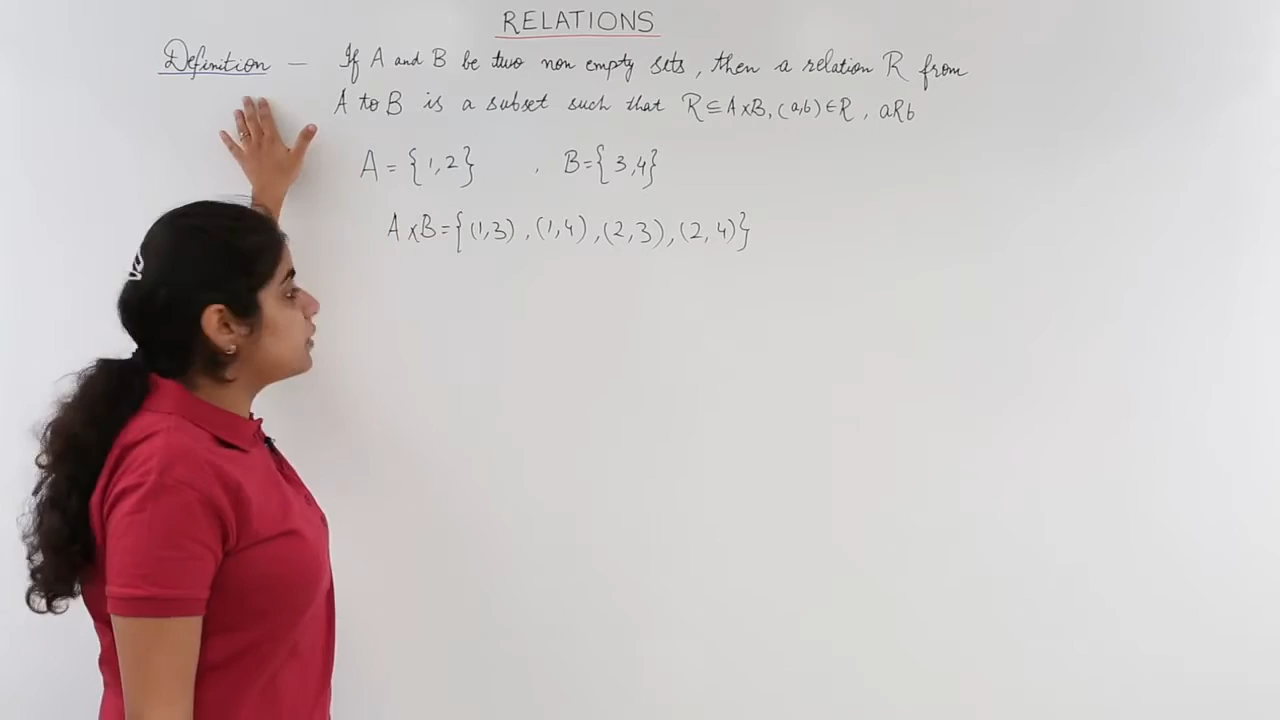 RELATIONS
Definition — If A and B be two non empty sets, then a relation R from
A to B is a subset such that R ⊆ A×B, (a,b) ∈ R, aRb
A = {1,2} , B={3,4}
A×B={(1,3), (1,4), (2,3), (2,4)}